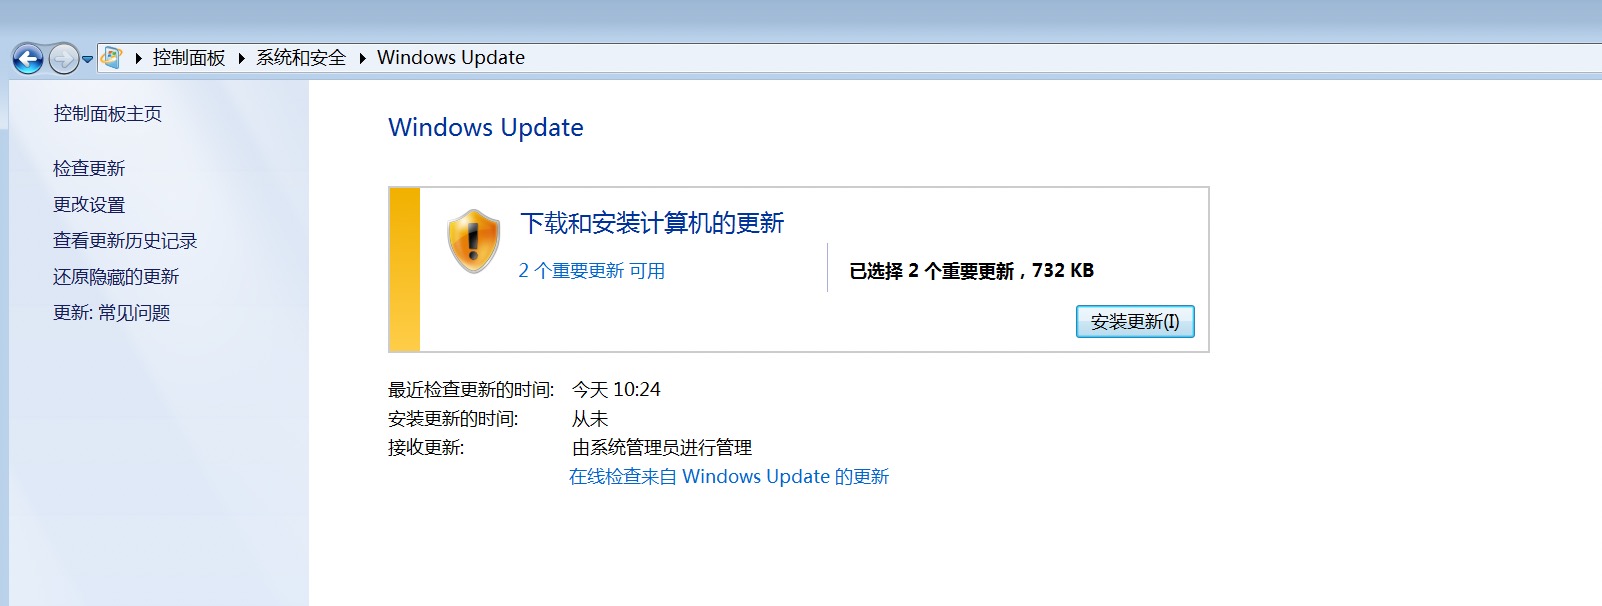 控制面板 系统和安全 Windows Update
控制面板主页
检查更新
更改设置
查看更新历史记录
还原隐藏的更新
更新: 常见问题
Windows Update
下载和安装计算机的更新
2 个重要更新 可用
已选择 2 个重要更新，732 KB
安装更新(I)
最近检查更新的时间: 今天 10:24
安装更新的时间: 从未
接收更新: 由系统管理员进行管理
在线检查来自 Windows Update 的更新